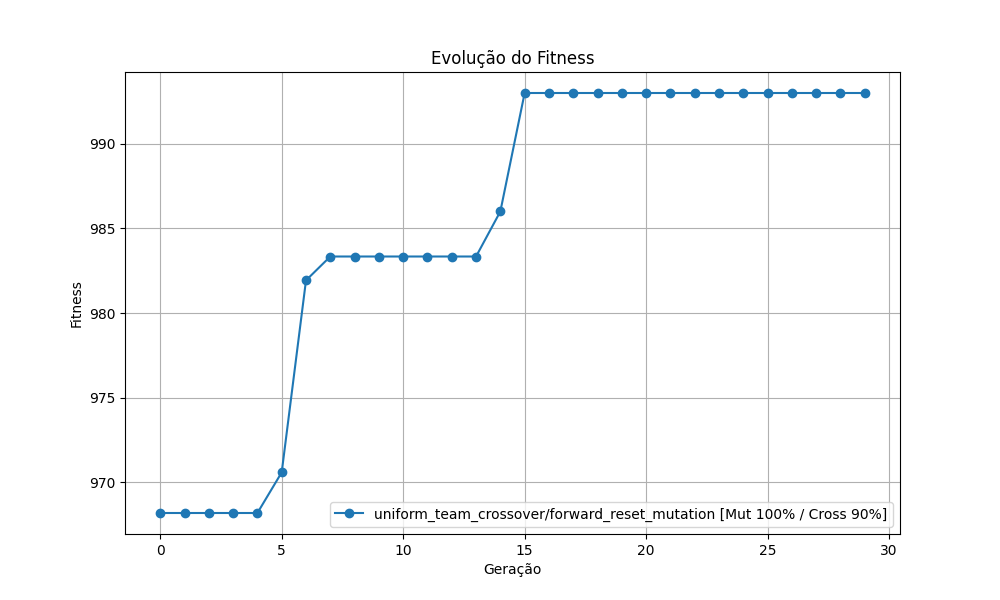 Evolução do Fitness
Fitness
990
985
980
975
970
uniform_team_crossover/forward_reset_mutation [Mut 100% / Cross 90%]
0 5 10 15 20 25 30
Geração